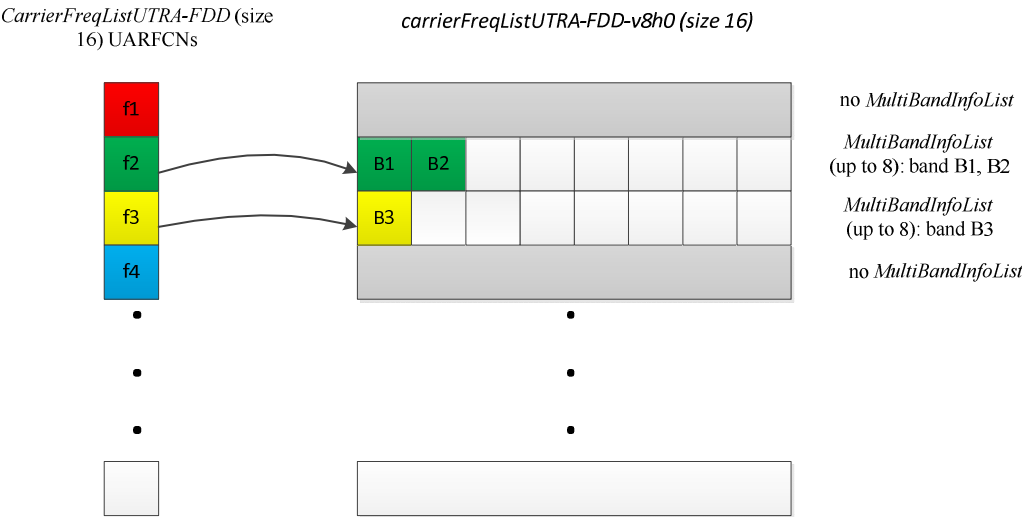 CarrierFreqListUTRA-FDD (size
16) UARFCNs
carrierFreqListUTRA-FDD-v8h0 (size 16)
f1
no MultiBandInfoList
f2
B1
B2
MultiBandInfoList
(up to 8): band B1, B2
f3
B3
MultiBandInfoList
(up to 8): band B3
f4
no MultiBandInfoList